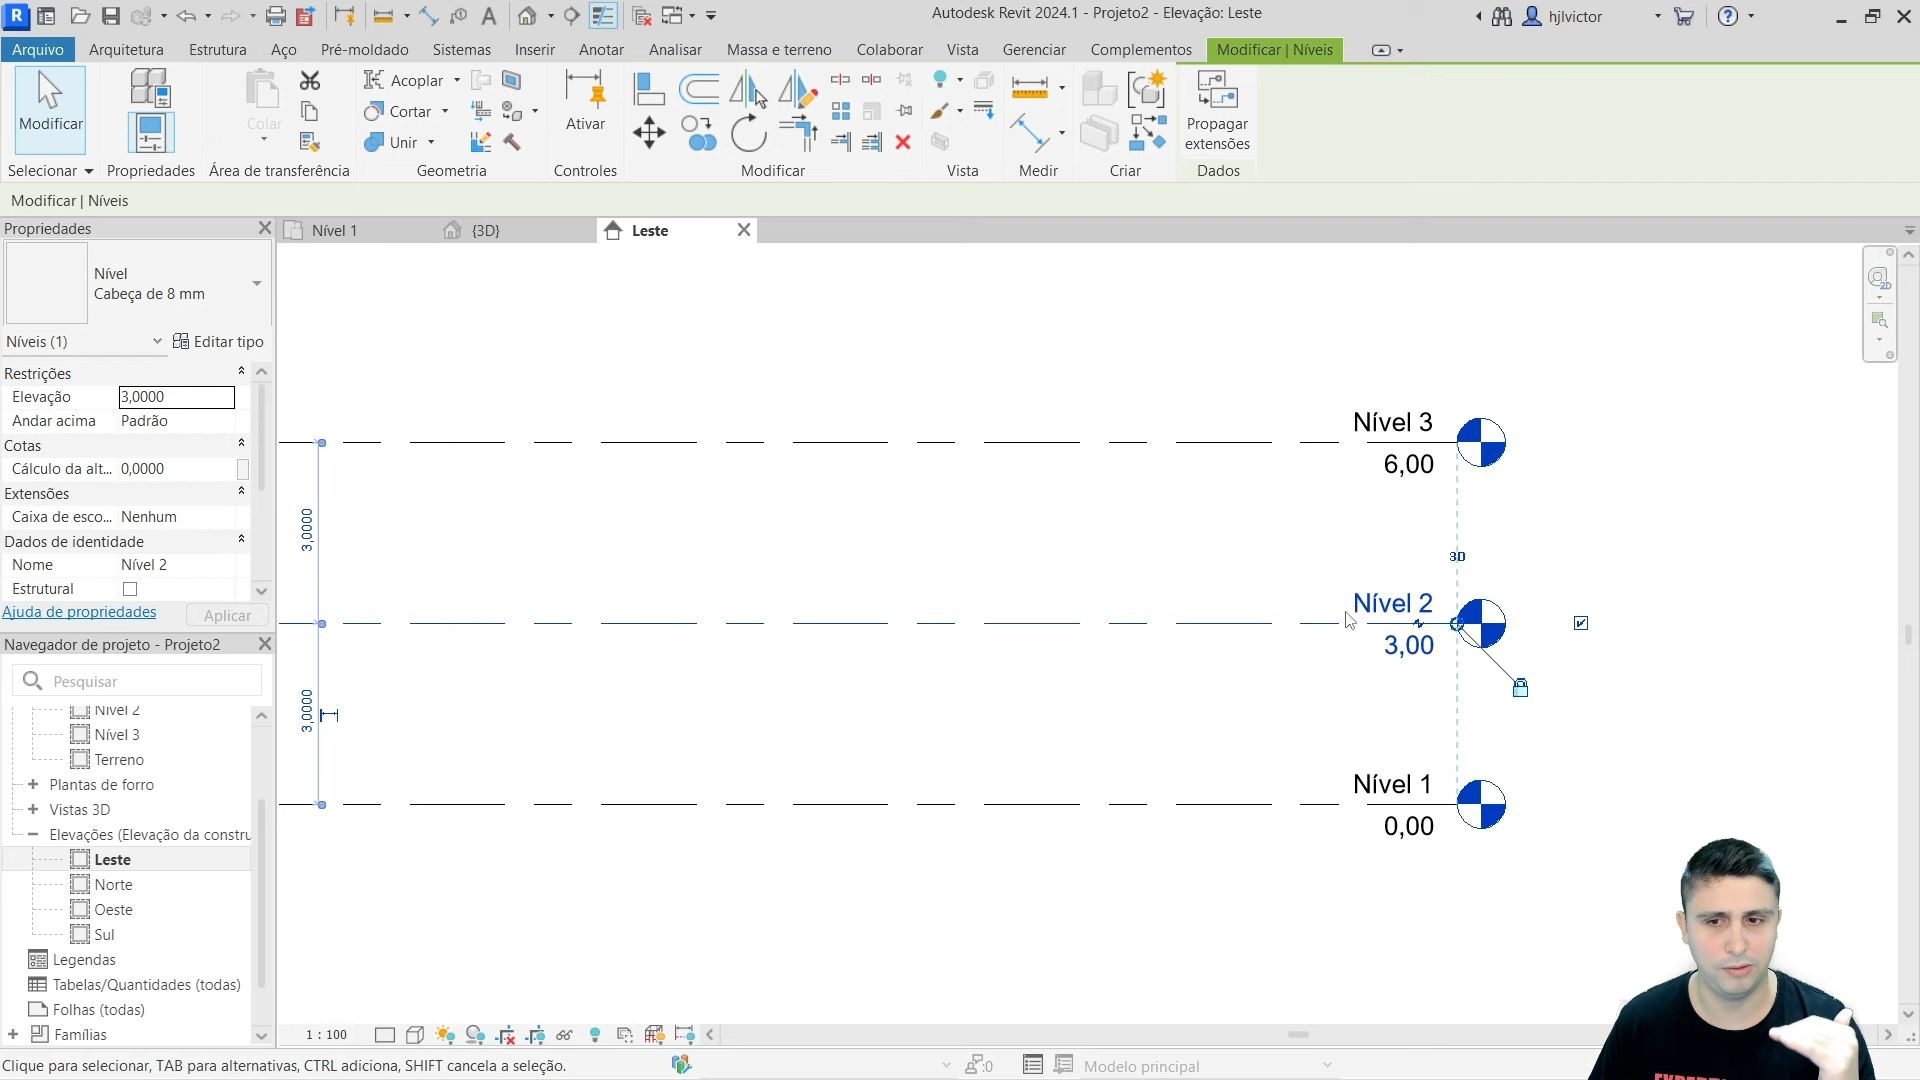 Autodesk Revit 2024.1 - Projeto2 - Elevação: Leste
hjlvictor
Arquivo
Arquitetura
Estrutura
Aço
Pré-moldado
Sistemas
Inserir
Anotar
Analisar
Massa e terreno
Colaborar
Vista
Gerenciar
Complementos
Modificar | Níveis
Modificar
Colar
Acoplar
Cortar
Unir
Ativar
Propagar
extensões
Selecionar
Propriedades
Área de transferência
Geometria
Controles
Modificar
Vista
Medir
Criar
Dados
Modificar | Níveis
Propriedades
Nível
Cabeça de 8 mm
Níveis (1)
Editar tipo
Restrições
Elevação 3,0000
Andar acima Padrão
Cotas
Cálculo da alt... 0,0000
Extensões
Caixa de esco... Nenhum
Dados de identidade
Nome Nível 2
Estrutural
Ajuda de propriedades
Aplicar
Navegador de projeto - Projeto2
Pesquisar
Nível 2
Nível 3
Terreno
Plantas de forro
Vistas 3D
Elevações (Elevação da constru
Leste
Norte
Oeste
Sul
Legendas
Tabelas/Quantidades (todas)
Folhas (todas)
Famílias
Nível 1
{3D}
Leste
2D
Nível 3
6,00
3,0000
3D
Nível 2
3,00
3,0000
Nível 1
0,00
1 : 100
Clique para selecionar, TAB para alternativas, CTRL adiciona, SHIFT cancela a seleção.
:0
Modelo principal